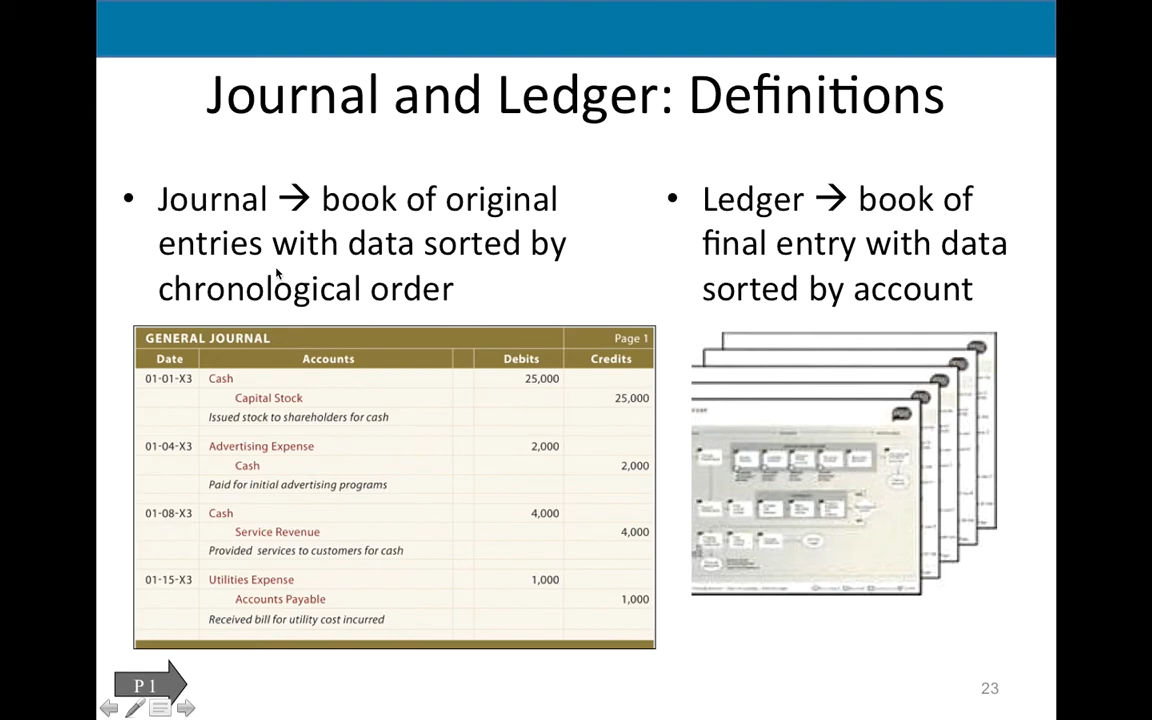 Journal and Ledger: Definitions
• Journal → book of original
entries with data sorted by
chronological order
• Ledger → book of
final entry with data
sorted by account
GENERAL JOURNAL Page 1
Date Accounts Debits Credits
01-01-X3 Cash 25,000
Capital Stock 25,000
Issued stock to shareholders for cash
01-04-X3 Advertising Expense 2,000
Cash 2,000
Paid for initial advertising programs
01-08-X3 Cash 4,000
Service Revenue 4,000
Provided services to customers for cash
01-15-X3 Utilities Expense 1,000
Accounts Payable 1,000
Received bill for utility cost incurred
P 1
23